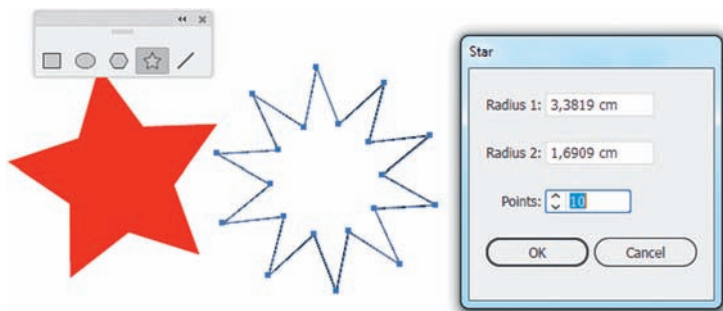 Star
Radius 1: 3,3819 cm
Radius 2: 1,6909 cm
Points: 10
OK Cancel